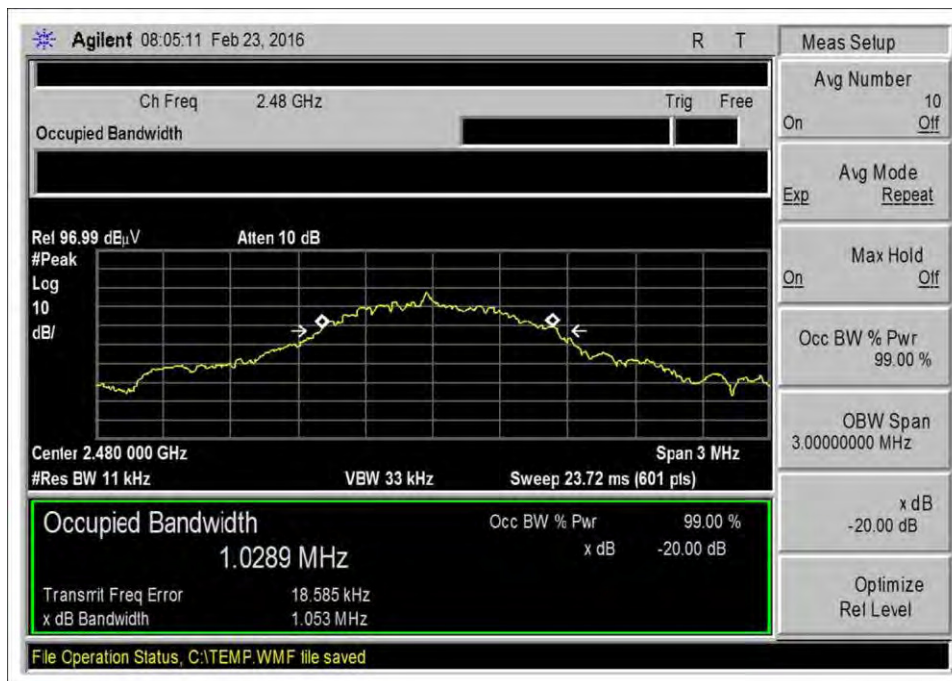 Agilent 08:05:11 Feb 23, 2016 R T
Ch Freq 2.48 GHz Trig Free
Occupied Bandwidth
Ref 96.99 dBµV Atten 10 dB
#Peak
Log
10
dB/
Center 2.480 000 GHz Span 3 MHz
#Res BW 11 kHz VBW 33 kHz Sweep 23.72 ms (601 pts)
Occupied Bandwidth Occ BW % Pwr 99.00 %
1.0289 MHz x dB -20.00 dB
Transmit Freq Error 18.585 kHz
x dB Bandwidth 1.053 MHz
File Operation Status, C:\TEMP.WMF file saved
Meas Setup
Avg Number
10
On Off
Avg Mode
Exp Repeat
Max Hold
On Off
Occ BW % Pwr
99.00 %
OBW Span
3.00000000 MHz
x dB
-20.00 dB
Optimize
Ref Level